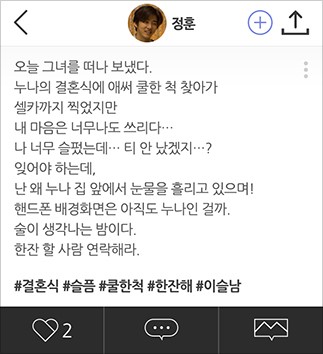 정훈
오늘 그녀를 떠나 보냈다.
누나의 결혼식에 애써 쿨한 척 찾아가
셀카까지 찍었지만
내 마음은 너무나도 쓰리다…
나 너무 슬펐는데… 티 안 났겠지…?
잊어야 하는데,
난 왜 누나 집 앞에서 눈물을 흘리고 있으며!
핸드폰 배경화면은 아직도 누나인 걸까.
술이 생각나는 밤이다.
한잔 할 사람 연락해라.
#결혼식 #슬픔 #쿨한척 #한잔해 #이슬남
2